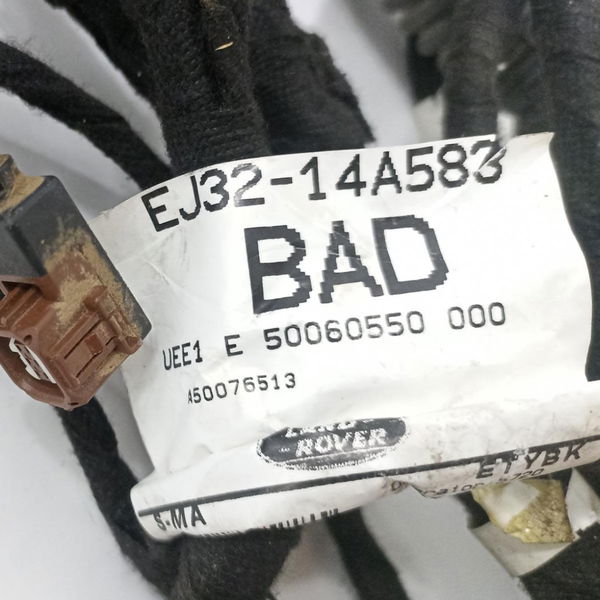 EJ32-14A583
BAD
UEE1 E 50060550 000
A50076513
LAND-
ROVER
ETYBK
S-MA